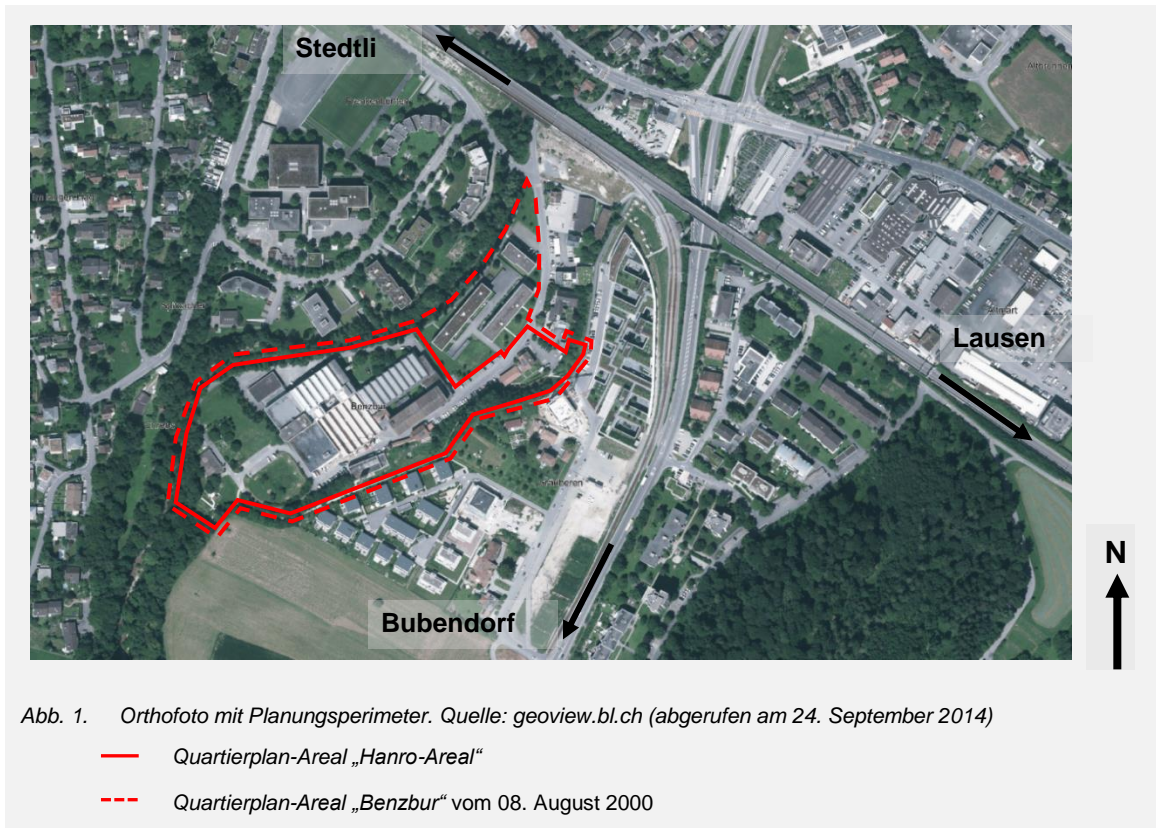 Stedtli
Lausen
Bubendorf
N
Benzbur
Abb. 1. Orthofoto mit Planungsperimeter. Quelle: geoview.bl.ch (abgerufen am 24. September 2014)
Quartierplan-Areal „Hanro-Areal“
Quartierplan-Areal „Benzbur“ vom 08. August 2000